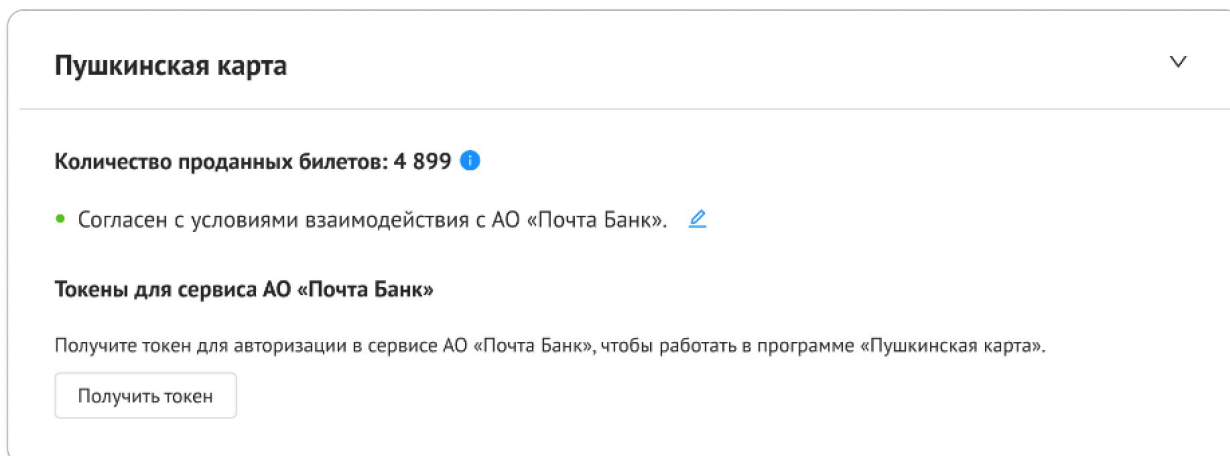 Пушкинская карта
Количество проданных билетов: 4 899
Согласен с условиями взаимодействия с АО «Почта Банк».
Токены для сервиса АО «Почта Банк»
Получите токен для авторизации в сервисе АО «Почта Банк», чтобы работать в программе «Пушкинская карта».
Получить токен